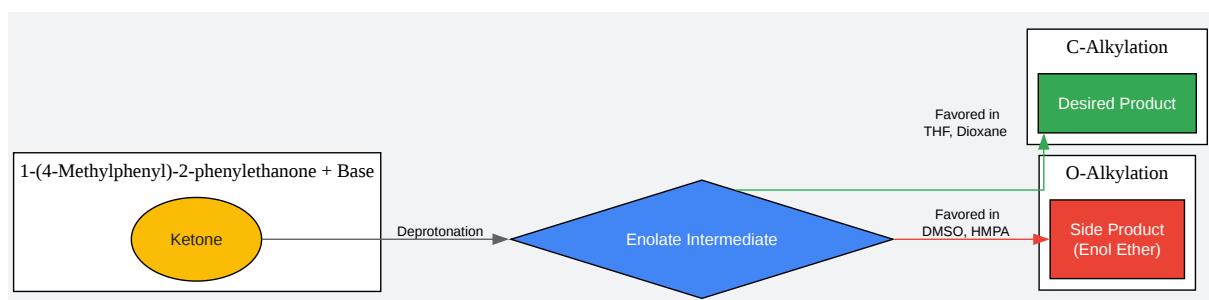 C-Alkylation
Desired Product
Favored in
THF, Dioxane
1-(4-Methylphenyl)-2-phenylethanone + Base
O-Alkylation
Ketone
Deprotonation
Enolate Intermediate
Favored in
DMSO, HMPA
Side Product
(Enol Ether)